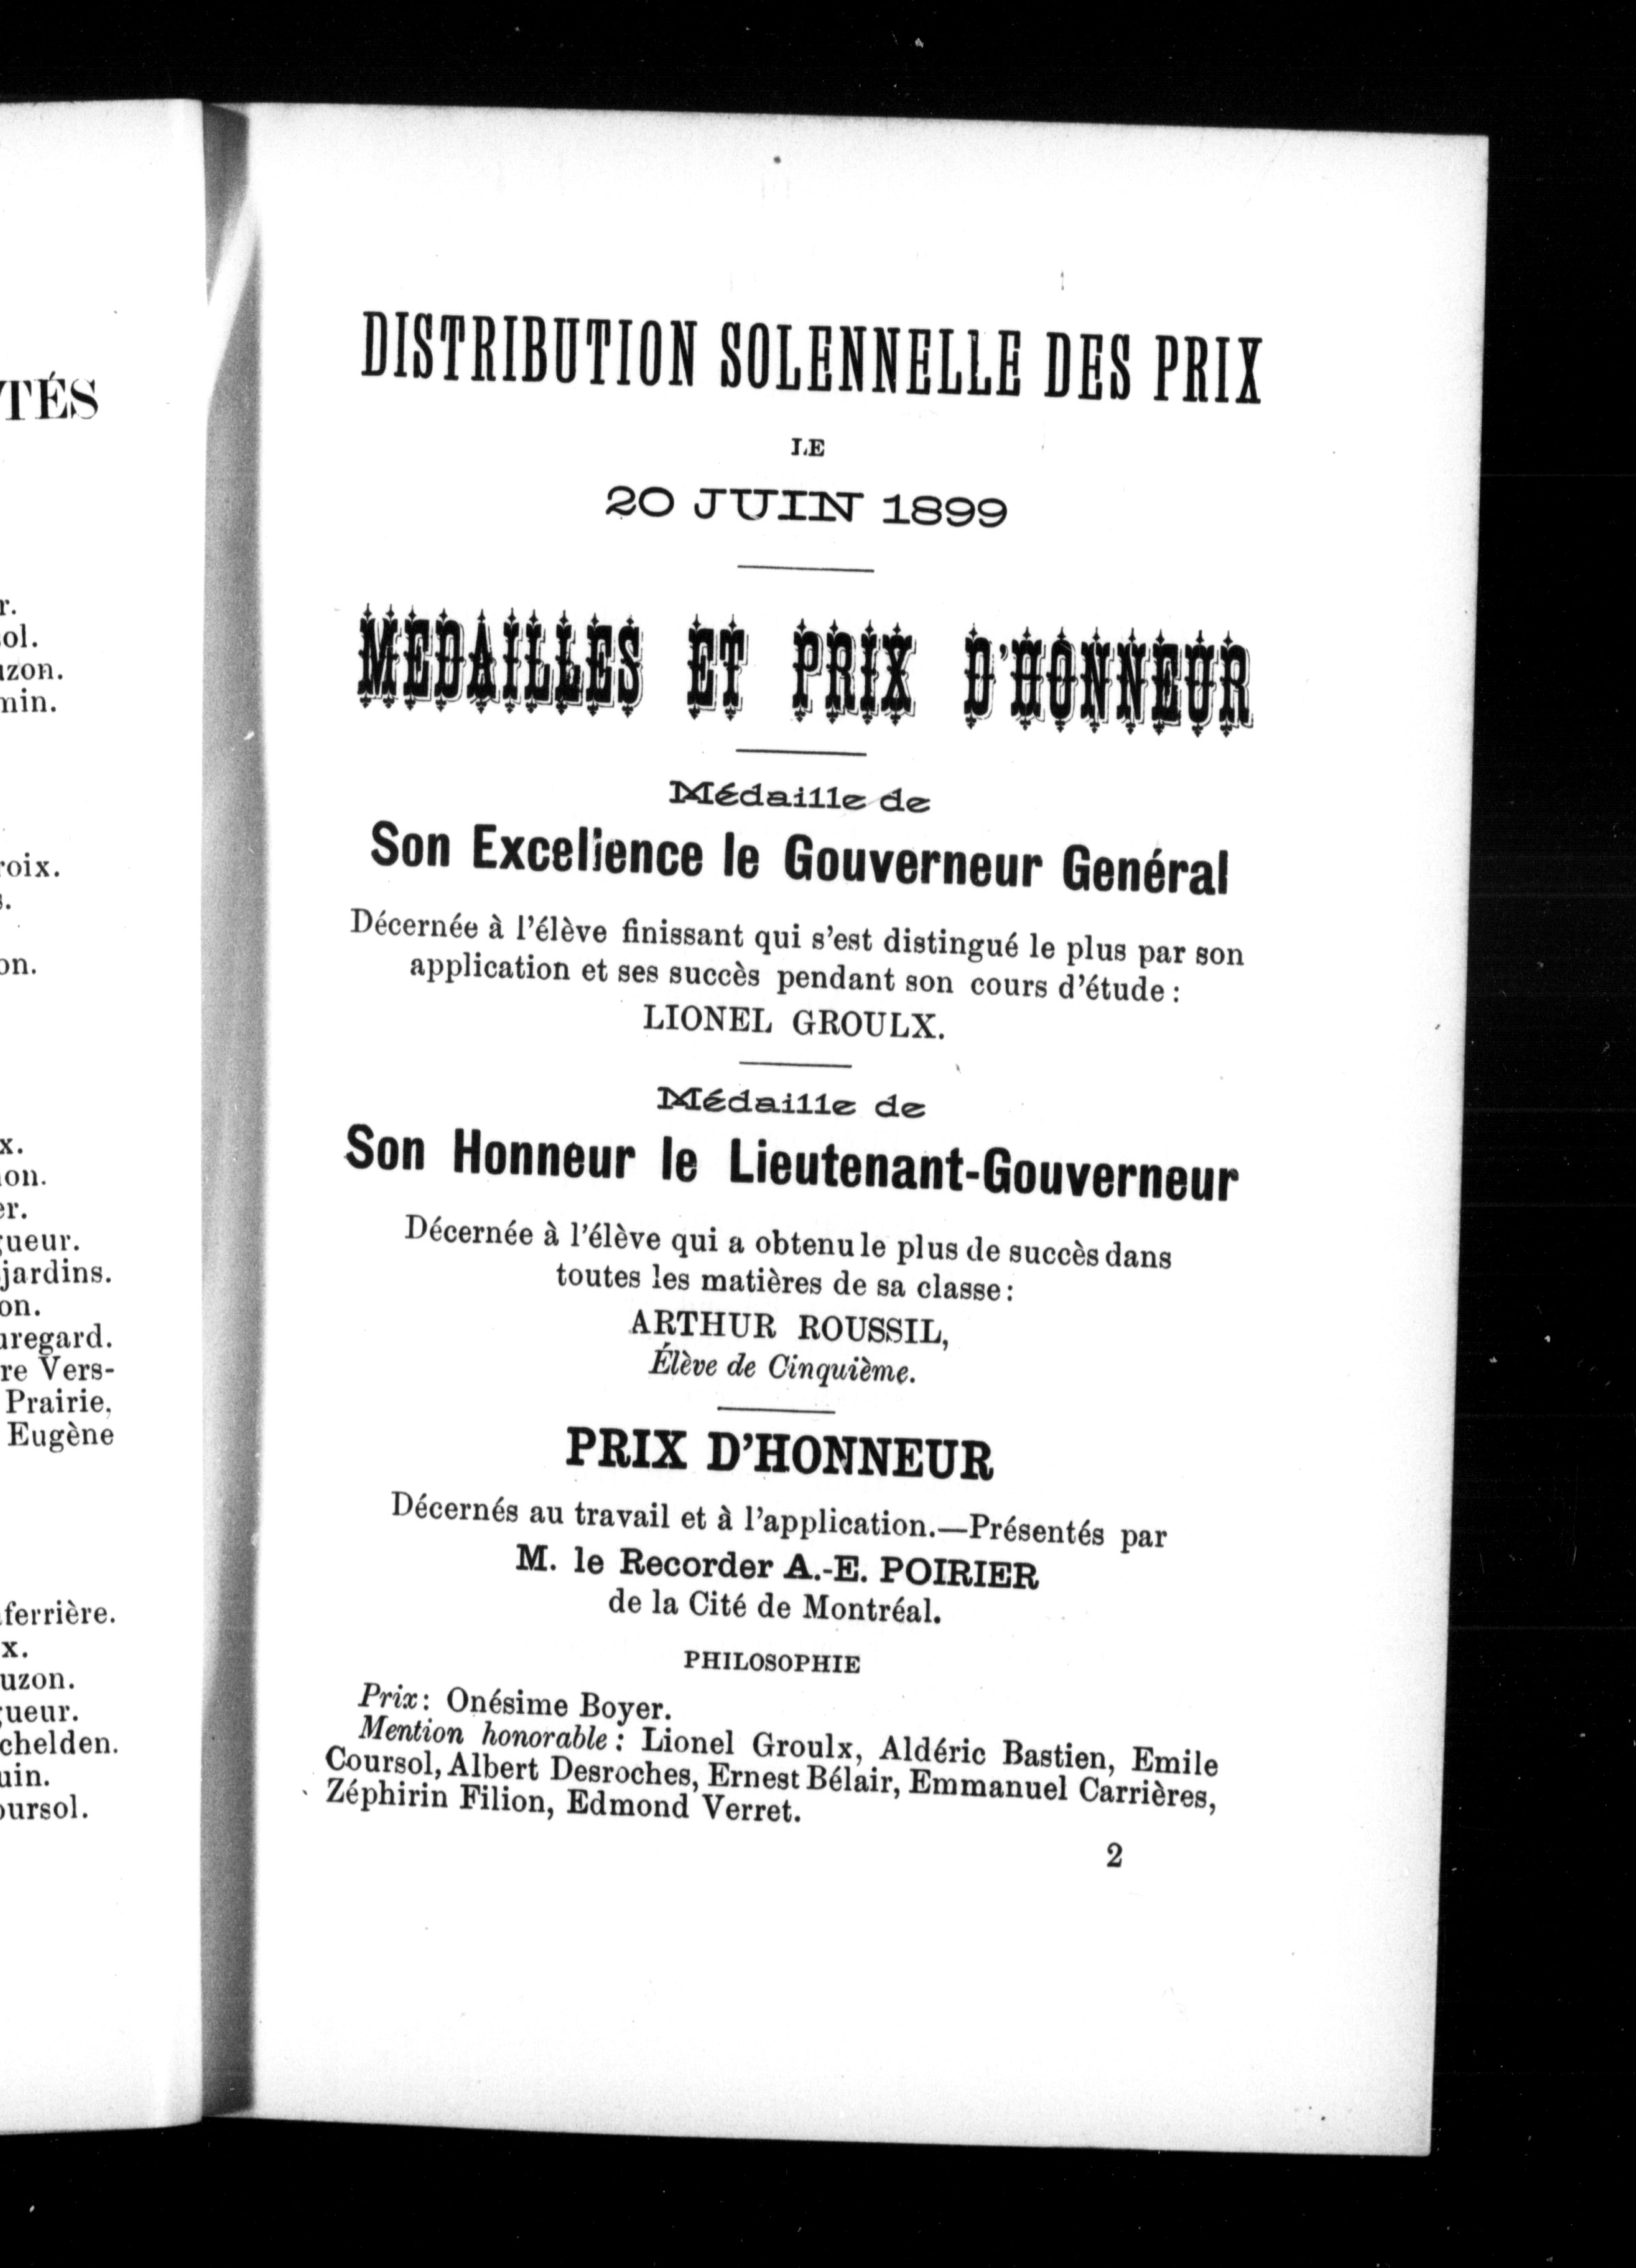 TÉS
r.
ol.
uzon.
min.
roix.
s.
on.
x.
on.
er.
gueur.
jardins.
on.
uregard.
re Vers-
Prairie,
Eugène
ferrière.
x.
uzon.
gueur.
chelden.
uin.
oursol.
DISTRIBUTION SOLENNELLE DES PRIX
LE
20 JUIN 1899
MEDAILLES ET PRIX D'HONNEUR
Médaille de
Son Excellence le Gouverneur Genéral
Décernée à l'élève finissant qui s'est distingué le plus par son
application et ses succès pendant son cours d'étude :
LIONEL GROULX.
Médaille de
Son Honneur le Lieutenant-Gouverneur
Décernée à l'élève qui a obtenu le plus de succès dans
toutes les matières de sa classe :
ARTHUR ROUSSIL,
Élève de Cinquième.
PRIX D'HONNEUR
Décernés au travail et à l'application.—Présentés par
M. le Recorder A.-E. POIRIER
de la Cité de Montréal.
PHILOSOPHIE
Prix : Onésime Boyer.
Mention honorable : Lionel Groulx, Aldéric Bastien, Emile
Coursol, Albert Desroches, Ernest Bélair, Emmanuel Carrières,
Zéphirin Filion, Edmond Verret.
2